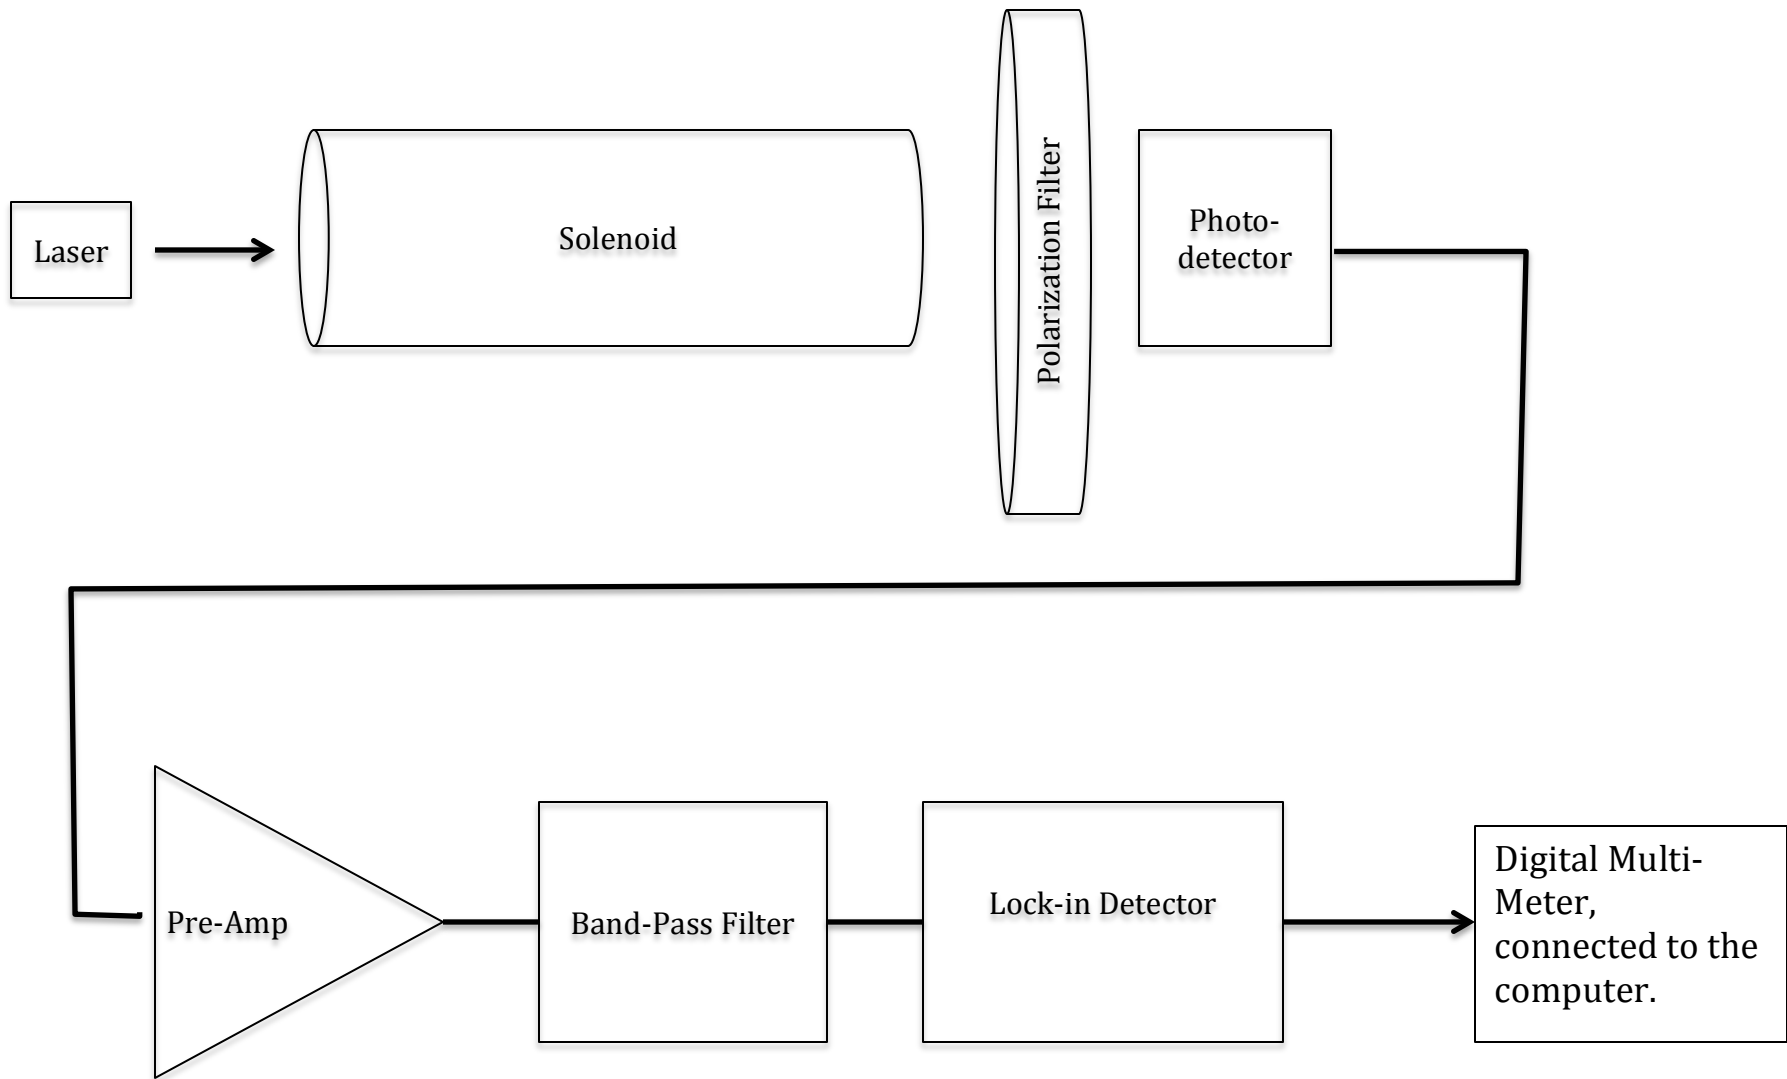 Laser
Solenoid
Polarization Filter
Photo-
detector
Pre-Amp
Band-Pass Filter
Lock-in Detector
Digital Multi-
Meter,
connected to the
computer.